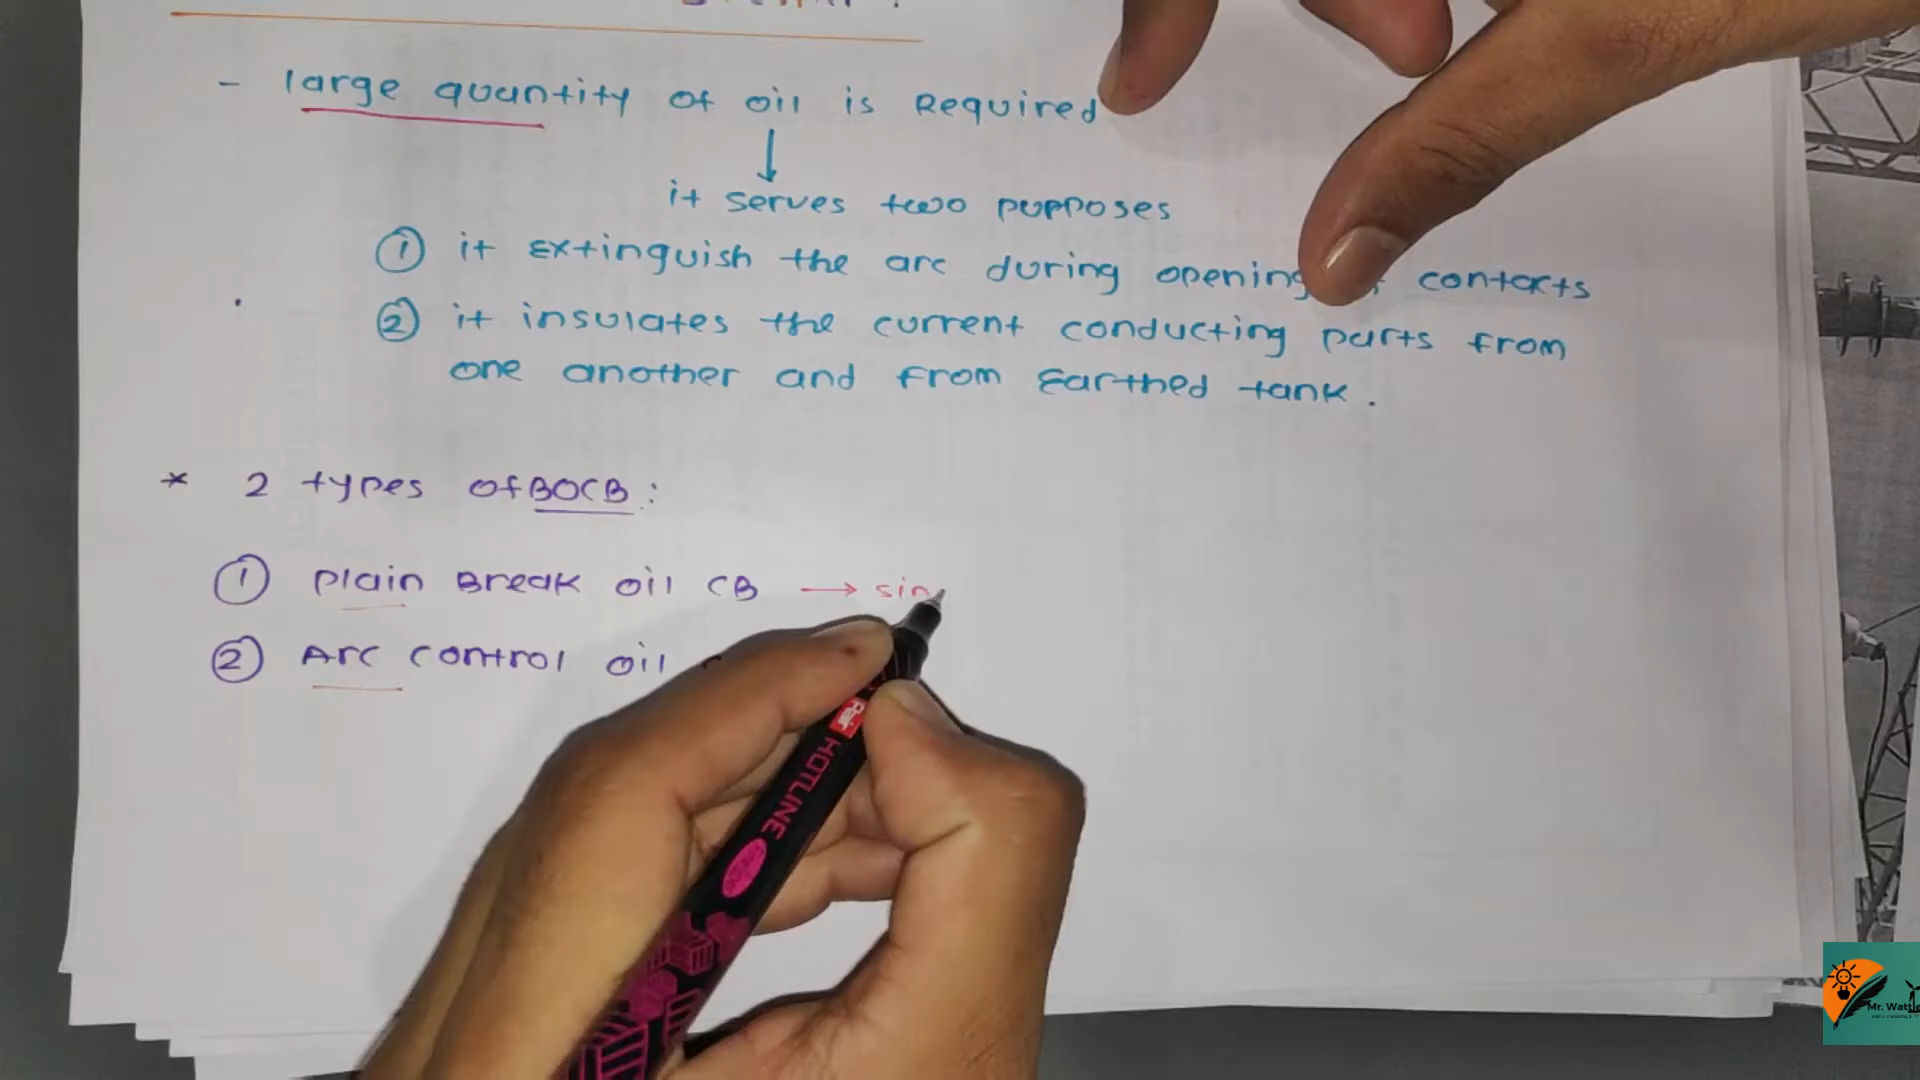 - large quantity of oil is Required
↓
it serves two purposes
① it Extinguish the arc during opening contacts
② it insulates the current conducting parts from
one another and from Earthed tank.
* 2 types of BOCB:
① Plain Break oil CB → sin
② Arc control oil
HOTLINE
Mr. Watt